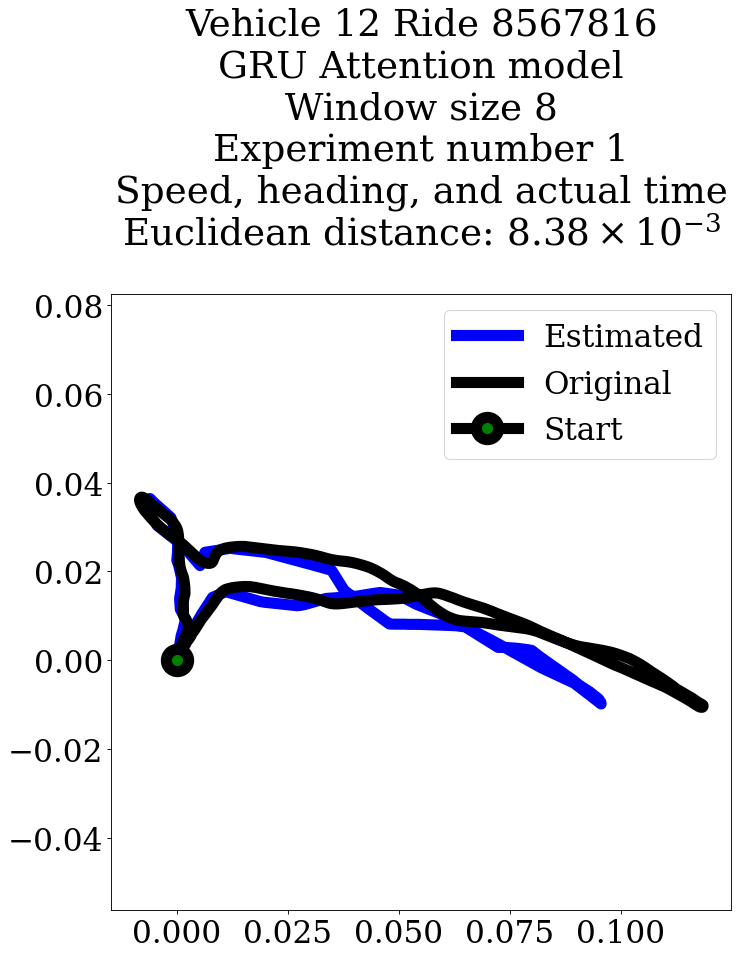 Vehicle 12 Ride 8567816
GRU Attention model
Window size 8
Experiment number 1
Speed, heading, and actual time
Euclidean distance: 8.38 × 10⁻³
Estimated
Original
Start
0.08
0.06
0.04
0.02
0.00
−0.02
−0.04
0.000 0.025 0.050 0.075 0.100